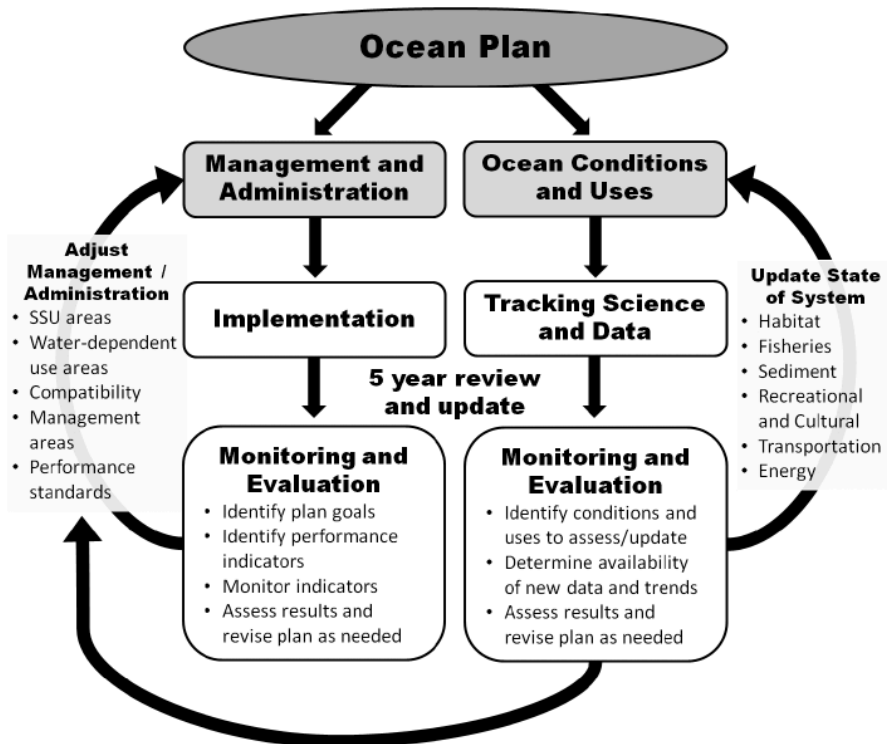 Ocean Plan
Management and
Administration
Ocean Conditions
and Uses
Adjust
Management /
Administration
• SSU areas
• Water-dependent
use areas
• Compatibility
• Management
areas
• Performance
standards
Implementation
Tracking Science
and Data
Update State
of System
• Habitat
• Fisheries
• Sediment
• Recreational
and Cultural
• Transportation
• Energy
5 year review
and update
Monitoring and
Evaluation
• Identify plan goals
• Identify performance
indicators
• Monitor indicators
• Assess results and
revise plan as needed
Monitoring and
Evaluation
• Identify conditions and
uses to assess/update
• Determine availability
of new data and trends
• Assess results and
revise plan as needed